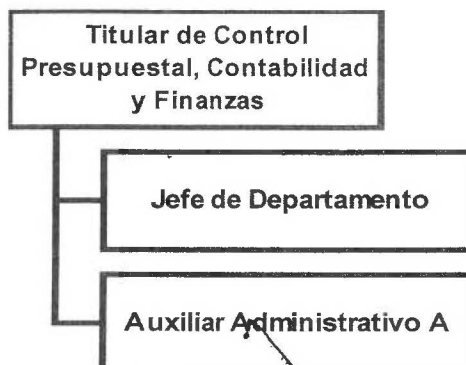 Titular de Control
Presupuestal, Contabilidad
y Finanzas
Jefe de Departamento
Auxiliar Administrativo A